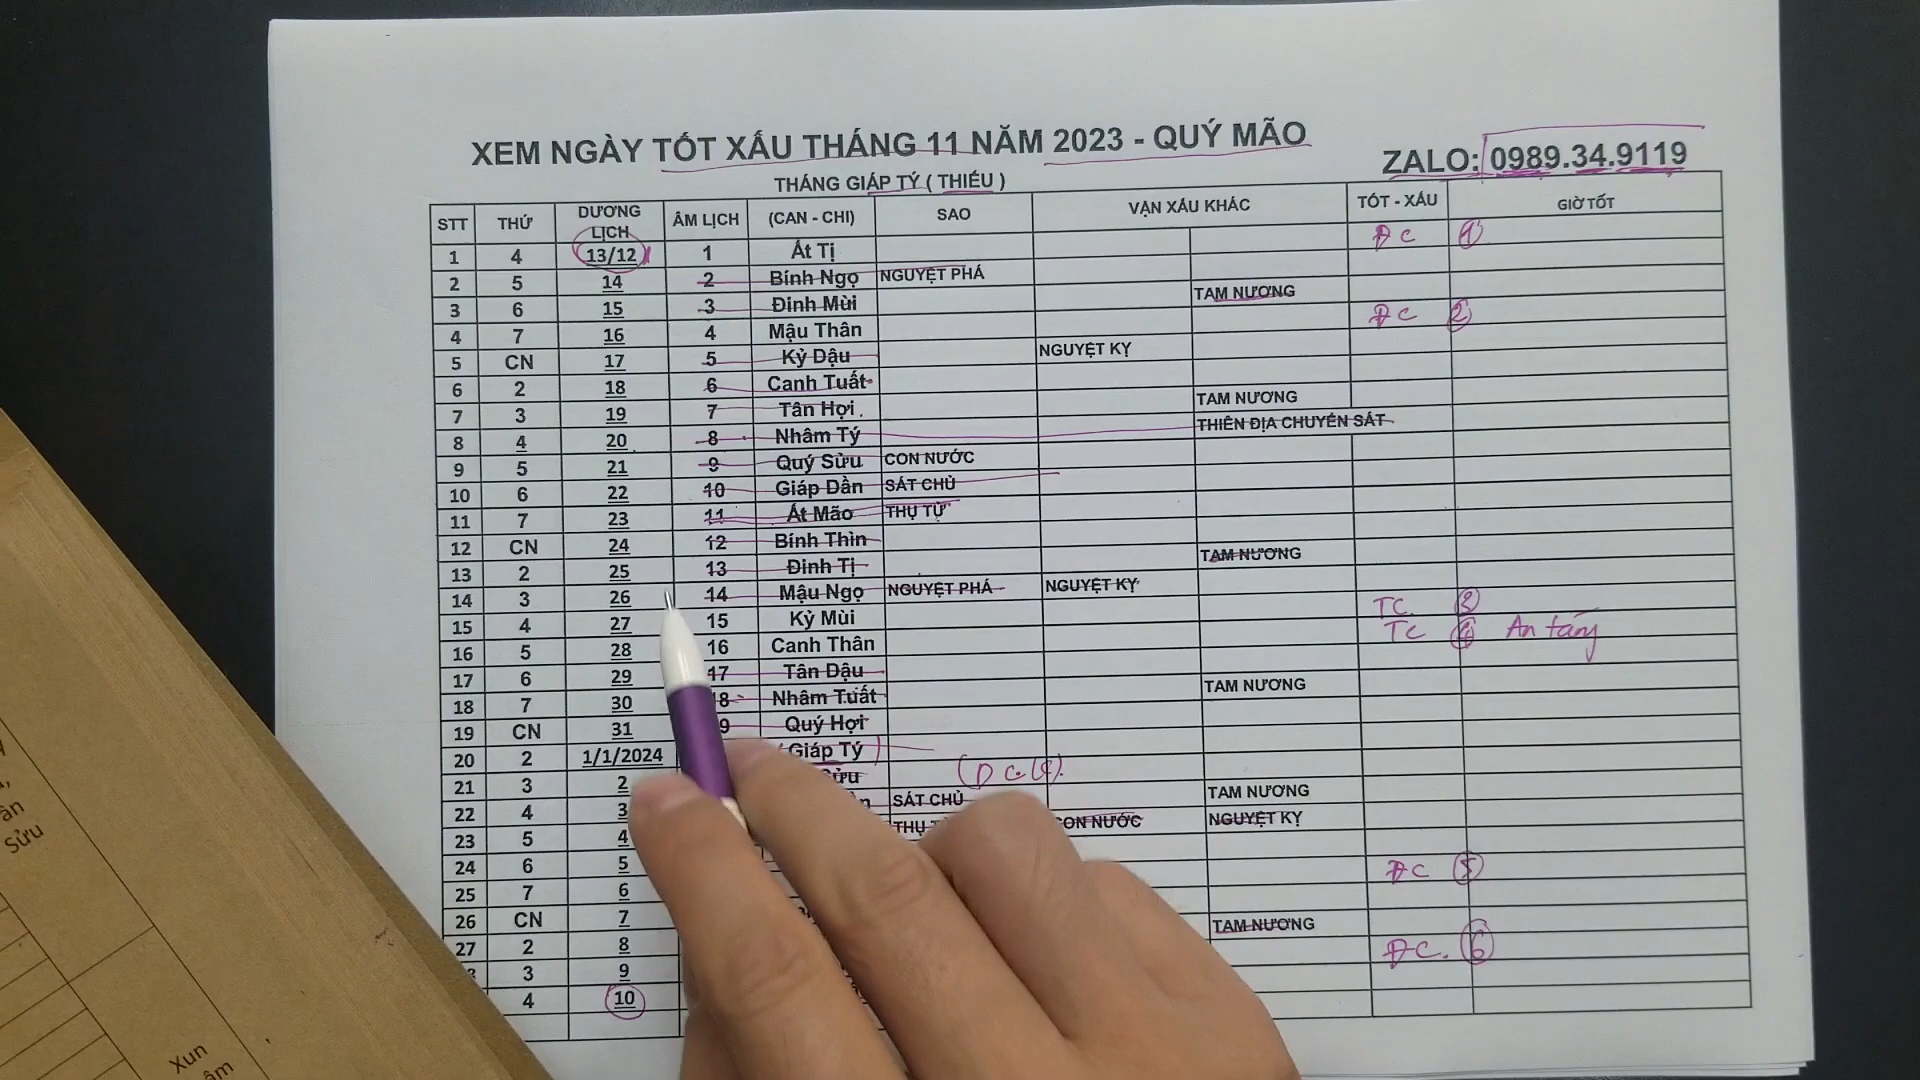 XEM NGÀY TỐT XẤU THÁNG 11 NĂM 2023 - QUÝ MÃO
ZALO: 0989.34.9119
THÁNG GIÁP TÝ ( THIẾU )
STT THỨ DƯƠNG LỊCH ÂM LỊCH (CAN - CHI) SAO VẬN XẤU KHÁC TỐT - XẤU GIỜ TỐT
1 4 13/12 1 Ất Tị ĐC 1
2 5 14 2 Bính Ngọ NGUYỆT PHÁ
3 6 15 3 Đinh Mùi TAM NƯƠNG
4 7 16 4 Mậu Thân ĐC 2
5 CN 17 5 Kỷ Dậu NGUYỆT KỴ
6 2 18 6 Canh Tuất
7 3 19 7 Tân Hợi TAM NƯƠNG
8 4 20 8 Nhâm Tý THIÊN ĐỊA CHUYỂN SÁT
9 5 21 9 Quý Sửu CON NƯỚC
10 6 22 10 Giáp Dần SÁT CHỦ
11 7 23 11 Ất Mão THỤ TỬ
12 CN 24 12 Bính Thìn
13 2 25 13 Đinh Tị TAM NƯƠNG
14 3 26 14 Mậu Ngọ NGUYỆT PHÁ NGUYỆT KỴ
15 4 27 15 Kỷ Mùi TC 3
16 5 28 16 Canh Thân TC 4 An táng
17 6 29 17 Tân Dậu
18 7 30 18 Nhâm Tuất TAM NƯƠNG
19 CN 31 9 Quý Hợi
20 2 1/1/2024 Giáp Tý
21 3 2 Sửu
22 4 3 SÁT CHỦ TAM NƯƠNG
23 5 4 THỤ CON NƯỚC NGUYỆT KỴ
24 6 5
25 7 6 ĐC 5
26 CN 7
27 2 8 TAM NƯƠNG
3 9 ĐC. 6
4 10
ân
Sửu
Xun
âm